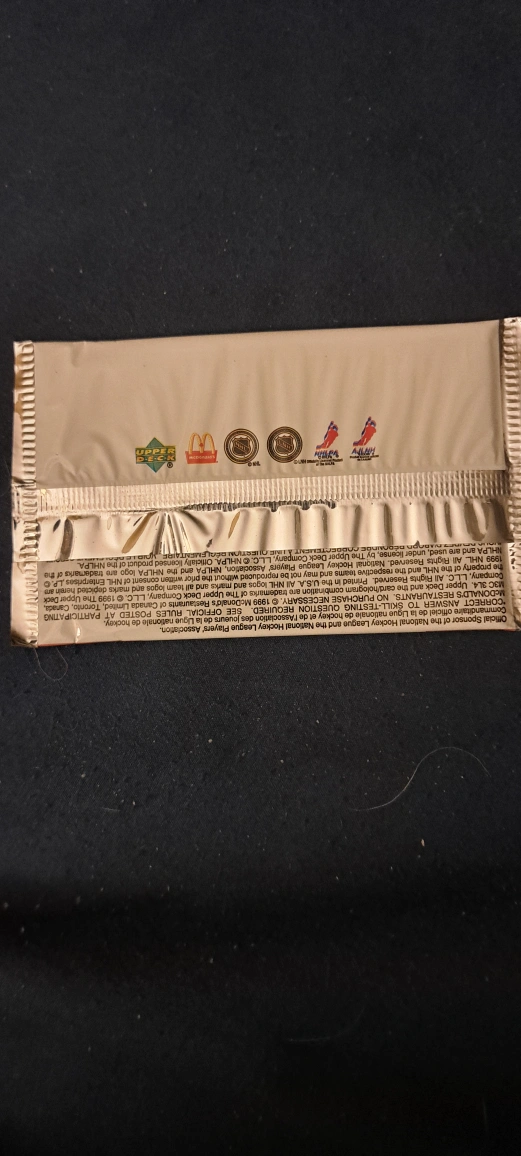 UPPER
DECK
McDonald's
NHL
NHL
NHLPA
AJLNH
Official Sponsor of the National Hockey League and the National Hockey League Players' Association.
Commanditaire officiel de la Ligue nationale de hockey et de l'Association des joueurs de la Ligue nationale de hockey.
CORRECT ANSWER TO SKILL-TESTING QUESTION REQUIRED. SEE OFFICIAL RULES POSTED AT PARTICIPATING
McDONALD'S RESTAURANTS. NO PURCHASE NECESSARY. © 1999 McDonald's Restaurants of Canada Limited, Toronto, Canada,
M3C 3L4. Upper Deck and the card/hologram combination are trademarks of The Upper Deck Company, L.L.C. © 1999 The Upper Deck
Company, L.L.C. All Rights Reserved. Printed in the U.S.A. All NHL logos and marks and all team logos and marks depicted herein are
the property of the NHL and the respective teams and may not be reproduced without the prior written consent of NHL Enterprises, L.P. ©
1999 NHL. All Rights Reserved. National Hockey League Players' Association, NHLPA and the NHLPA logo are trademarks of the
NHLPA and are used, under license, by The Upper Deck Company, L.L.C. © NHLPA. Officially licensed product of the NHLPA.